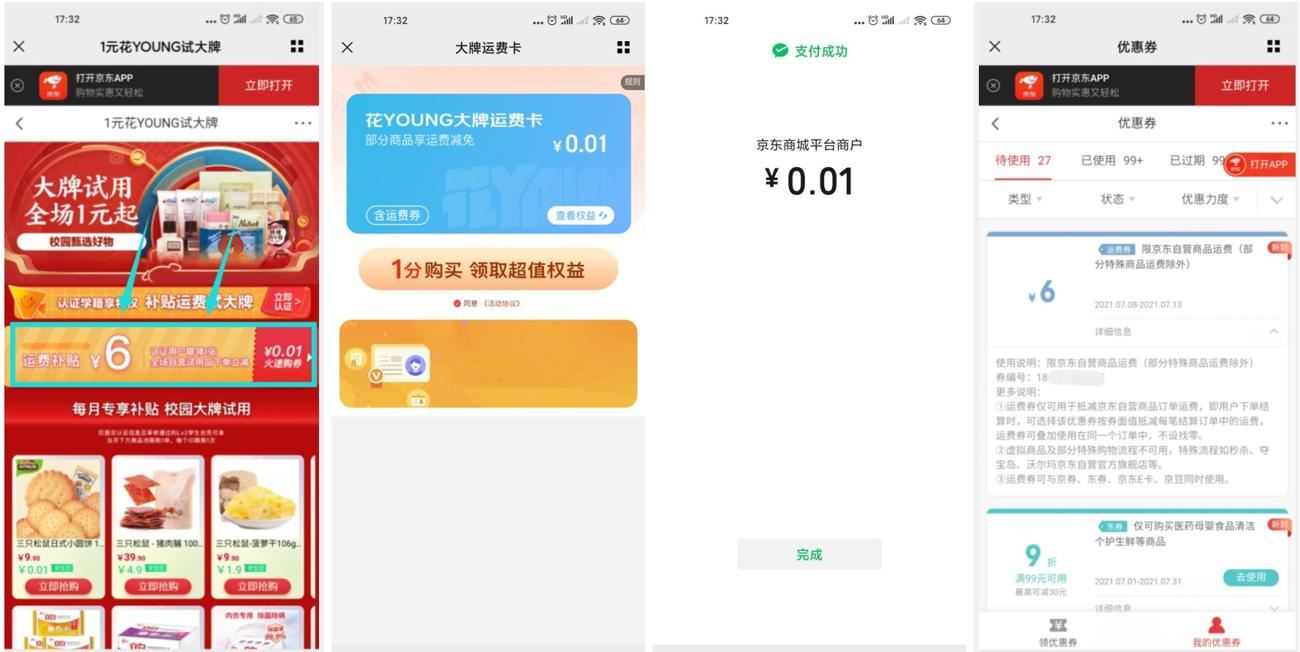 17:32
65
1元花YOUNG试大牌
京东
打开京东APP
购物实惠又轻松
立即打开
1元花YOUNG试大牌
大牌试用
全场1元起
校园甄选好物
认证学籍享特权 补贴运费试大牌
立即
认证
运费补贴 ¥6
认证用户限领1张
全场自营试用品下单立减
¥0.01
火速购券
每月专享补贴 校园大牌试用
三只松鼠日式小圆饼 1...
¥9.90
¥0.01
立即抢购
三只松鼠 - 猪肉脯 100...
¥39.90
¥4.9
立即抢购
三只松鼠-菠萝干106g...
¥9.90
¥1.9
立即抢购
内衣专用 除菌除螨
99.9%
17:32
64
大牌运费卡
规则
花YOUNG大牌运费卡
部分商品享运费减免
¥0.01
含运费券
查看权益
1分购买 领取超值权益
同意 《活动协议》
17:32
64
支付成功
京东商城平台商户
¥0.01
完成
17:32
64
优惠券
京东
打开京东APP
购物实惠又轻松
立即打开
优惠券
待使用 27
已使用 99+
已过期 99
打开APP
类型
状态
优惠力度
¥6
运费券 限京东自营商品运费（部
分特殊商品运费除外）
新到
2021.07.08-2021.07.13
详细信息
使用说明：限京东自营商品运费（部分特殊商品运费除外）
券编号：18
更多说明：
①运费券仅可用于抵减京东自营商品订单运费，即用户下单结
算时，可选择该优惠券按券面值抵减每笔结算订单中的运费，
运费券可叠加使用在同一个订单中，不设找零。
②虚拟商品及部分特殊购物流程不可用，特殊流程如秒杀、夺
宝岛、沃尔玛京东自营官方旗舰店等。
③运费券可与京券、东券、京东E卡、京豆同时使用。
9折
满99元可用
最高可减30元
东券 仅可购买医药母婴食品清洁
个护生鲜等商品
新到
2021.07.01-2021.07.31
去使用
详细信息
领优惠券
我的优惠券